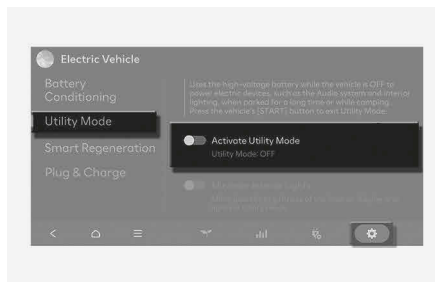 Electric Vehicle
Battery
Conditioning
Utility Mode
Smart Regeneration
Plug & Charge
Uses the high-voltage battery while the vehicle is OFF to
power electric devices, such as the Audio system and interior
lighting, when parked for a long time or while camping.
Press the vehicle's [START] button to exit Utility Mode.
Activate Utility Mode
Utility Mode: OFF